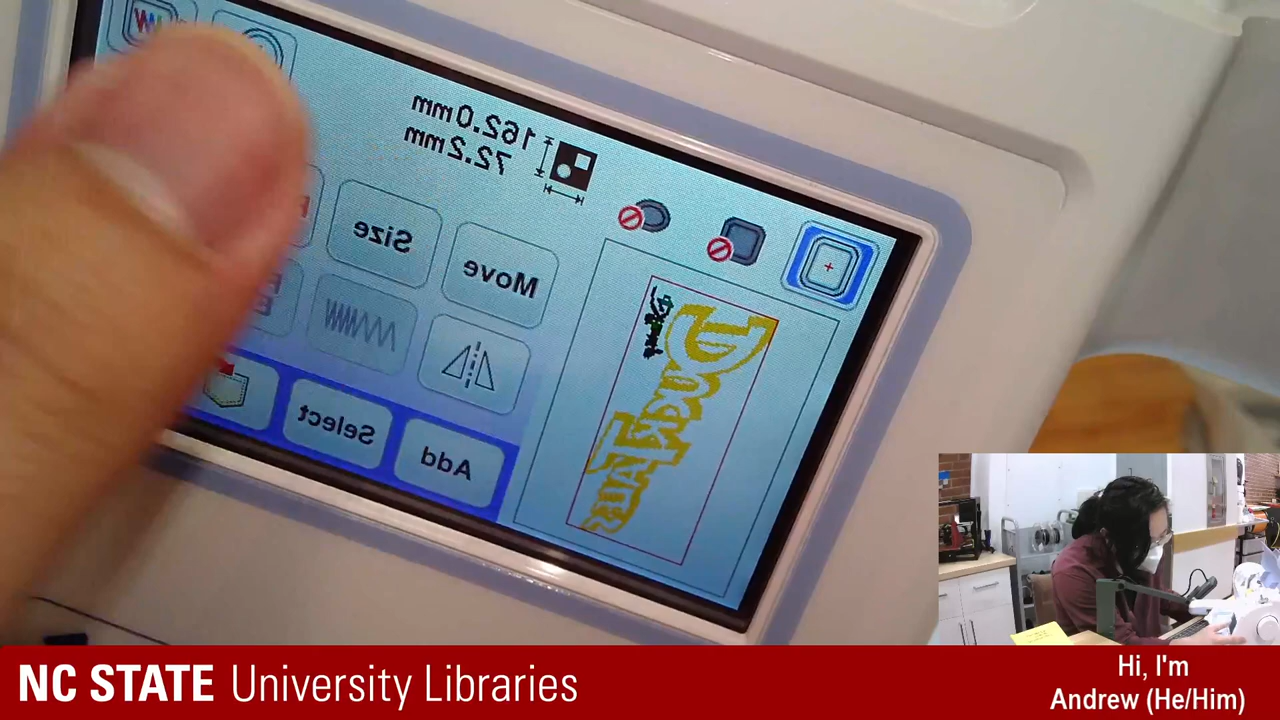 162.0mm
72.2mm
Size
Move
Select
Add
NC STATE University Libraries
Hi, I'm
Andrew (He/Him)